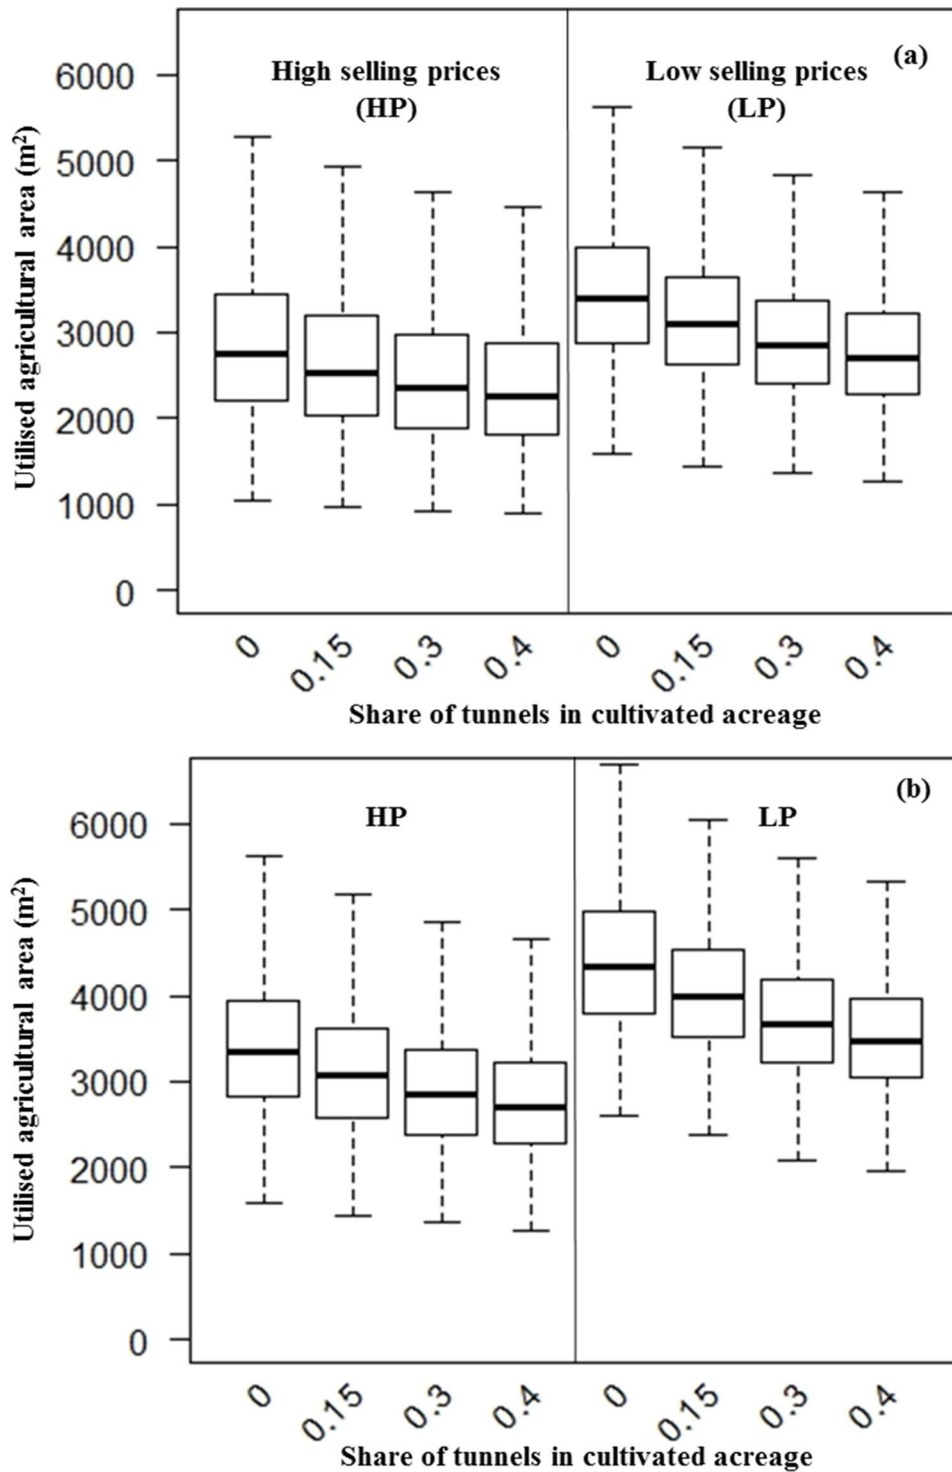 (a)
High selling prices
(HP)
Low selling prices
(LP)
Utilised agricultural area (m²)
6000
5000
4000
3000
2000
1000
0
0 0.15 0.3 0.4 0 0.15 0.3 0.4
Share of tunnels in cultivated acreage
(b)
HP LP
Utilised agricultural area (m²)
6000
5000
4000
3000
2000
1000
0
0 0.15 0.3 0.4 0 0.15 0.3 0.4
Share of tunnels in cultivated acreage